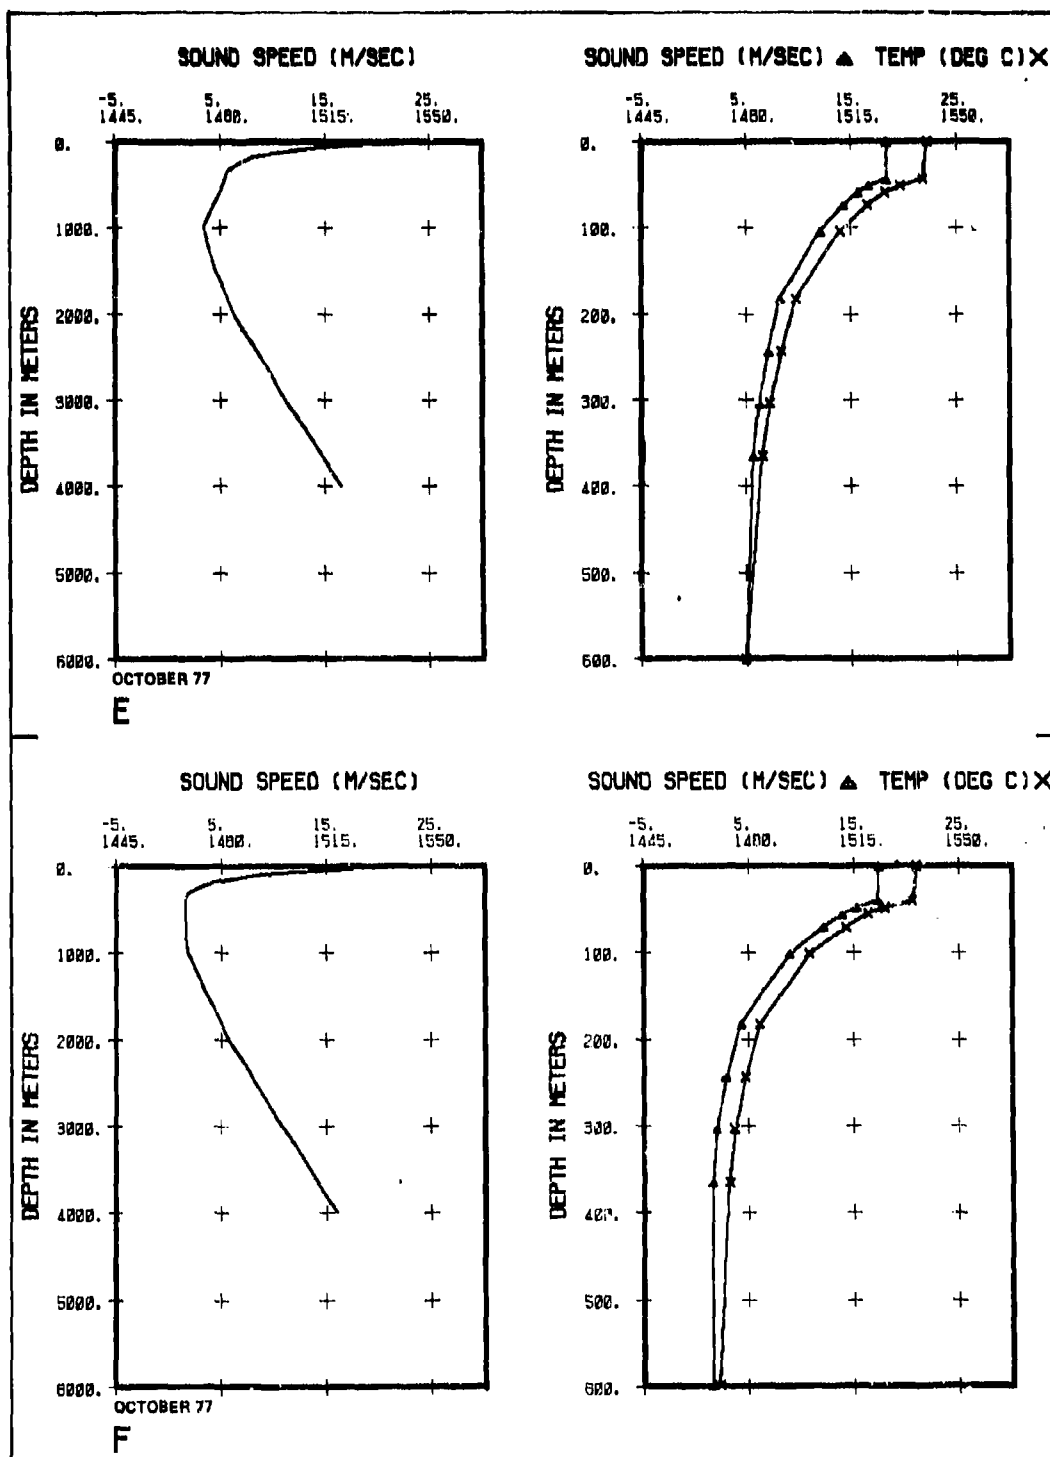 SOUND SPEED (M/SEC)
SOUND SPEED (M/SEC) ▲ TEMP (DEG C) X
-5. 5. 15. 25.
1445. 1480. 1515. 1550.
-5. 5. 15. 25.
1445. 1480. 1515. 1550.
DEPTH IN METERS
0.
1000.
2000.
3000.
4000.
5000.
6000.
DEPTH IN METERS
0.
100.
200.
300.
400.
500.
600.
OCTOBER 77
E
SOUND SPEED (M/SEC)
SOUND SPEED (M/SEC) ▲ TEMP (DEG C) X
-5. 5. 15. 25.
1445. 1480. 1515. 1550.
-5. 5. 15. 25.
1445. 1480. 1515. 1550.
DEPTH IN METERS
0.
1000.
2000.
3000.
4000.
5000.
6000.
DEPTH IN METERS
0.
100.
200.
300.
400.
500.
600.
OCTOBER 77
F